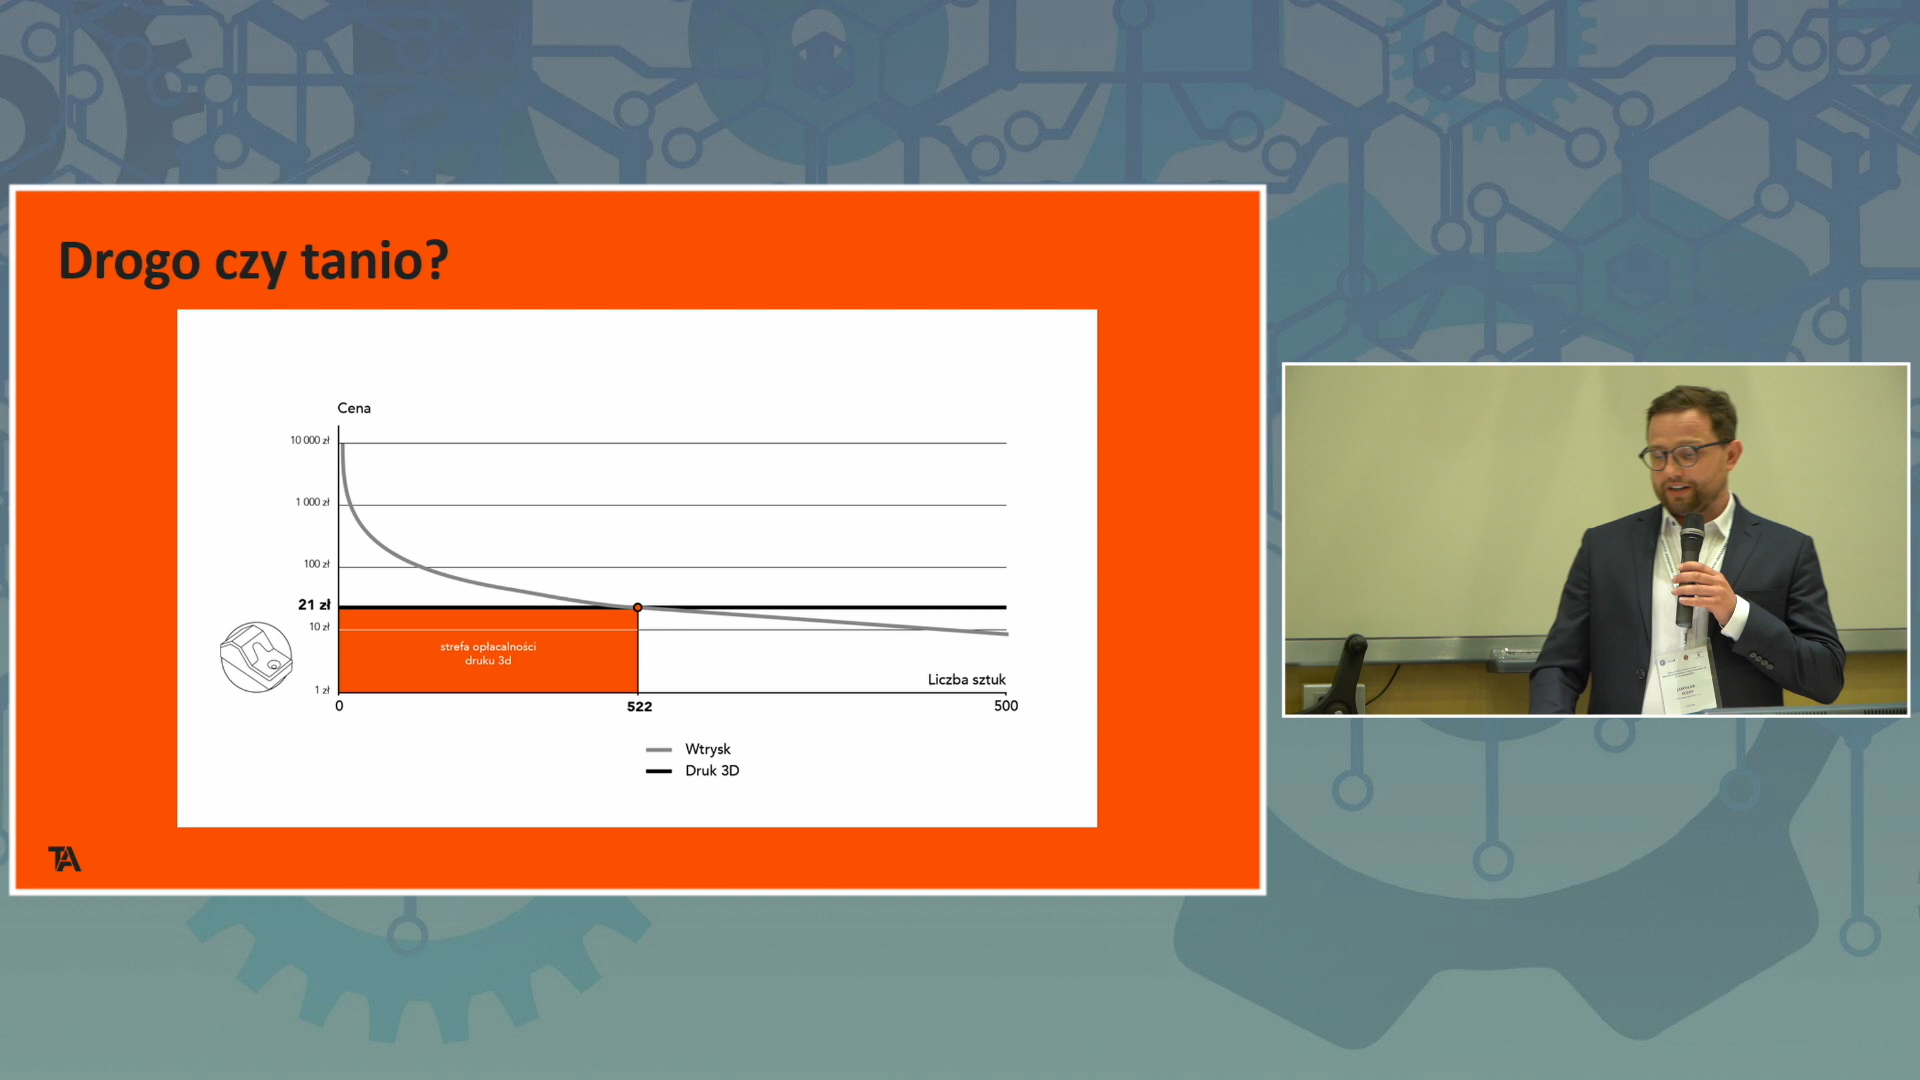 Drogo czy tanio?
Cena
10 000 zł
1 000 zł
100 zł
21 zł
10 zł
1 zł
strefa opłacalności
druku 3d
Liczba sztuk
0
522
500
Wtrysk
Druk 3D
TA